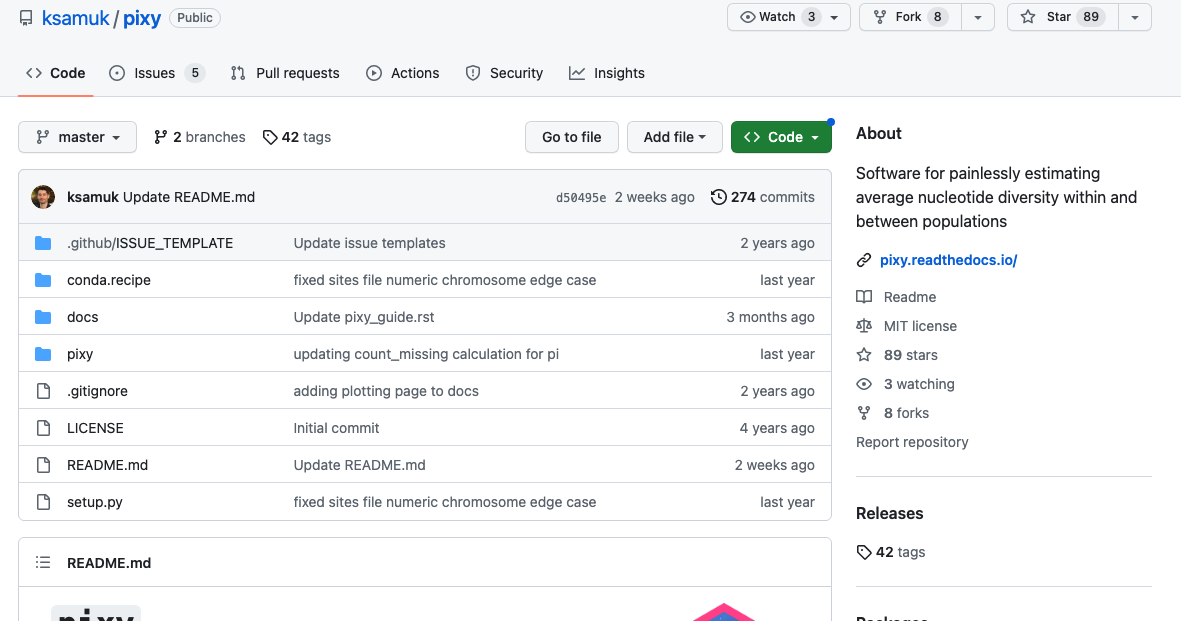 ksamuk / pixy Public
Watch 3
Fork 8
Star 89
Code
Issues 5
Pull requests
Actions
Security
Insights
master
2 branches
42 tags
Go to file
Add file
Code
ksamuk Update README.md d50495e 2 weeks ago 274 commits
.github/ISSUE_TEMPLATE Update issue templates 2 years ago
conda.recipe fixed sites file numeric chromosome edge case last year
docs Update pixy_guide.rst 3 months ago
pixy updating count_missing calculation for pi last year
.gitignore adding plotting page to docs 2 years ago
LICENSE Initial commit 4 years ago
README.md Update README.md 2 weeks ago
setup.py fixed sites file numeric chromosome edge case last year
README.md
pixy
About
Software for painlessly estimating
average nucleotide diversity within and
between populations
pixy.readthedocs.io/
Readme
MIT license
89 stars
3 watching
8 forks
Report repository
Releases
42 tags
Packages